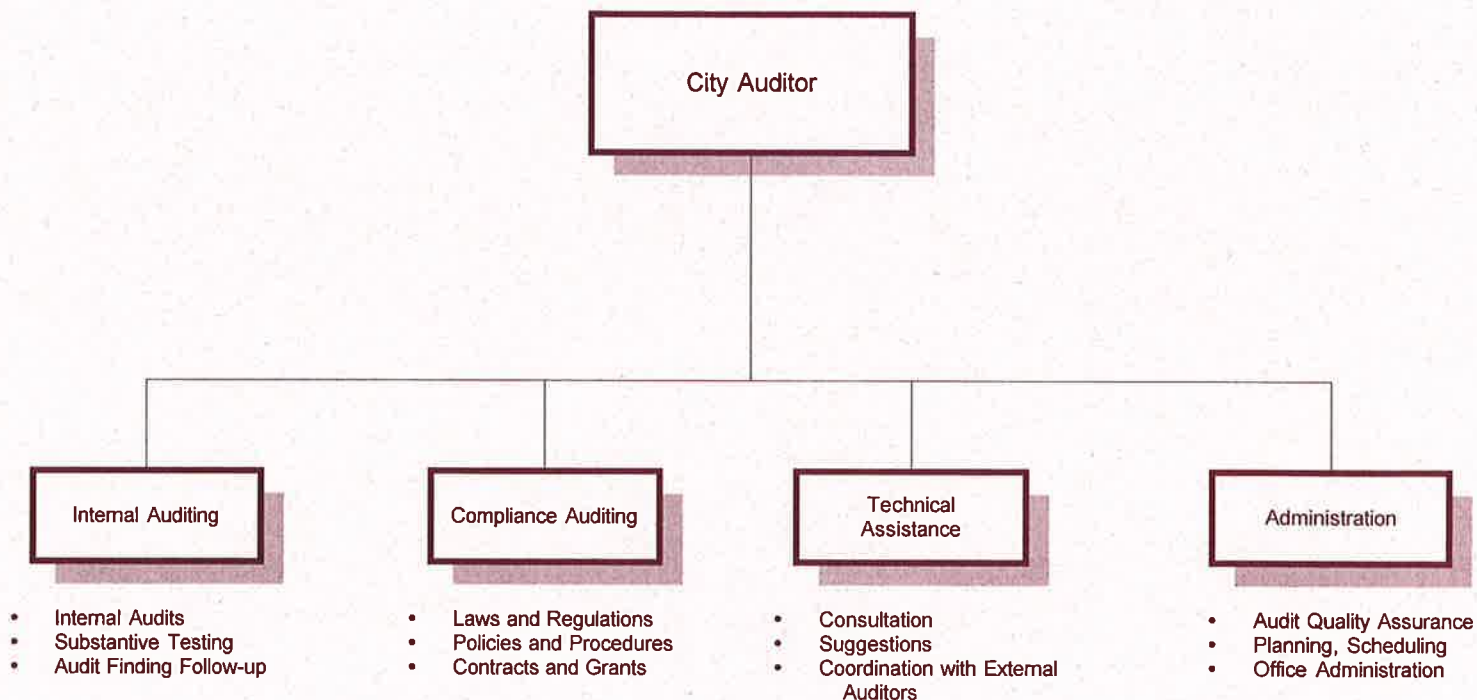 City Auditor
Internal Auditing
Compliance Auditing
Technical
Assistance
Administration
• Internal Audits
• Substantive Testing
• Audit Finding Follow-up
• Laws and Regulations
• Policies and Procedures
• Contracts and Grants
• Consultation
• Suggestions
• Coordination with External
Auditors
• Audit Quality Assurance
• Planning, Scheduling
• Office Administration